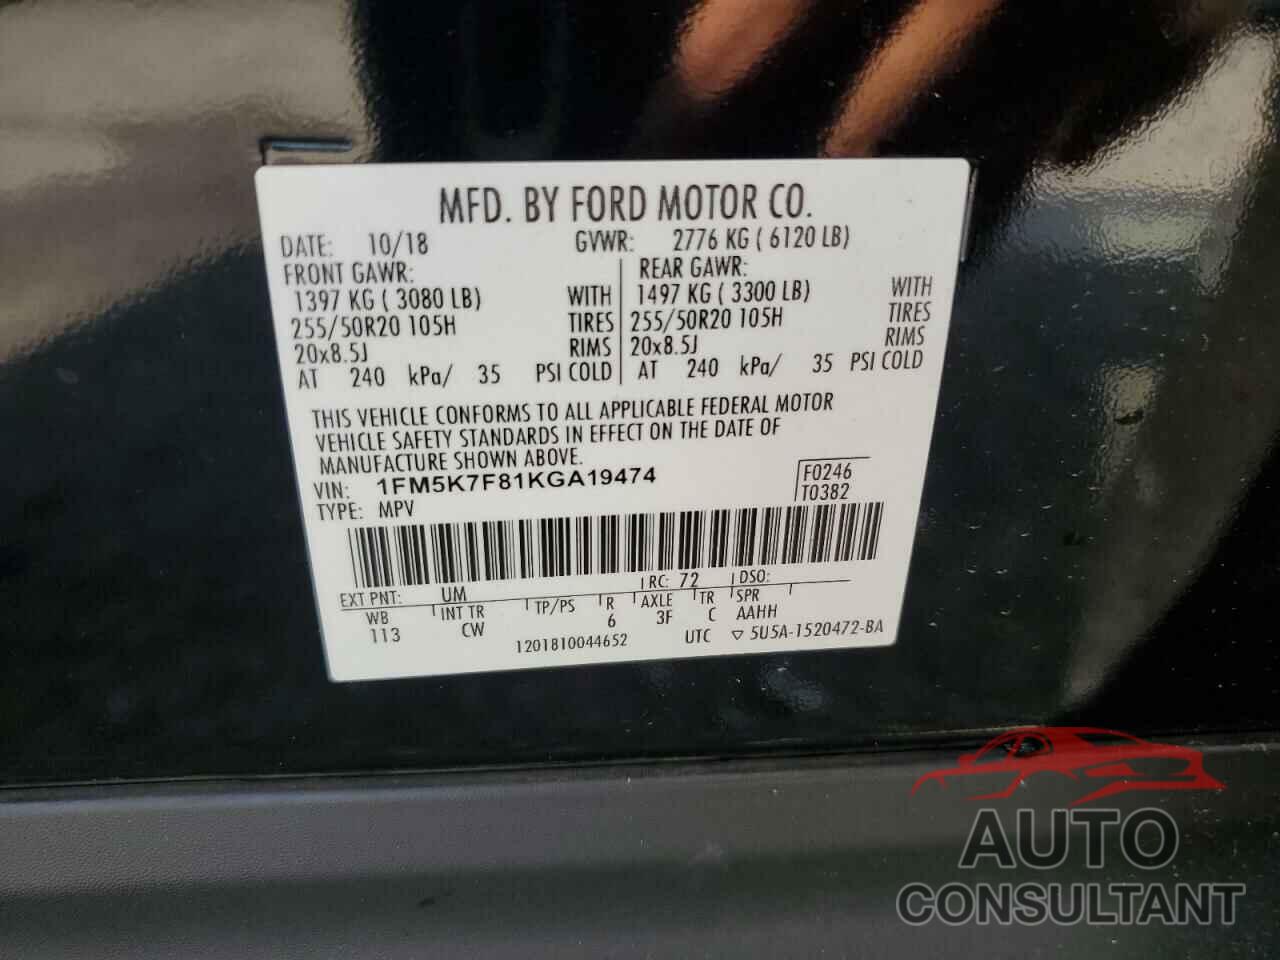 MFD. BY FORD MOTOR CO.
DATE: 10/18 GVWR: 2776 KG ( 6120 LB)
FRONT GAWR: REAR GAWR:
1397 KG ( 3080 LB) WITH 1497 KG ( 3300 LB) WITH
255/50R20 105H TIRES 255/50R20 105H TIRES
20x8.5J RIMS 20x8.5J RIMS
AT 240 kPa/ 35 PSI COLD AT 240 kPa/ 35 PSI COLD
THIS VEHICLE CONFORMS TO ALL APPLICABLE FEDERAL MOTOR
VEHICLE SAFETY STANDARDS IN EFFECT ON THE DATE OF
MANUFACTURE SHOWN ABOVE.
VIN: 1FM5K7F81KGA19474 F0246
TYPE: MPV T0382
EXT PNT: UM RC: 72 DSO:
WB INT TR TP/PS R AXLE TR SPR
113 CW 6 3F C AAHH
1201810044652 UTC ▽ 5U5A-1520472-BA
AUTO
CONSULTANT